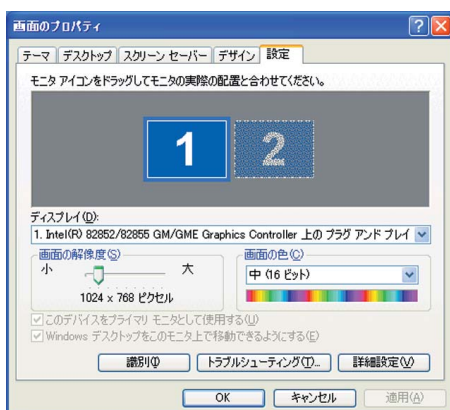 画面のプロパティ
テーマ デスクトップ スクリーン セーバー デザイン 設定
モニタ アイコンをドラッグしてモニタの実際の配置と合わせてください。
1 2
ディスプレイ(D):
1. Intel(R) 82852/82855 GM/GME Graphics Controller 上の プラグ アンド プレイ
画面の解像度(S) 画面の色(C)
小 大 中 (16 ビット)
1024 x 768 ピクセル
このデバイスをプライマリ モニタとして使用する(U)
Windows デスクトップをこのモニタ上で移動できるようにする(E)
識別(I) トラブルシューティング(T)... 詳細設定(V)
OK キャンセル 適用(A)